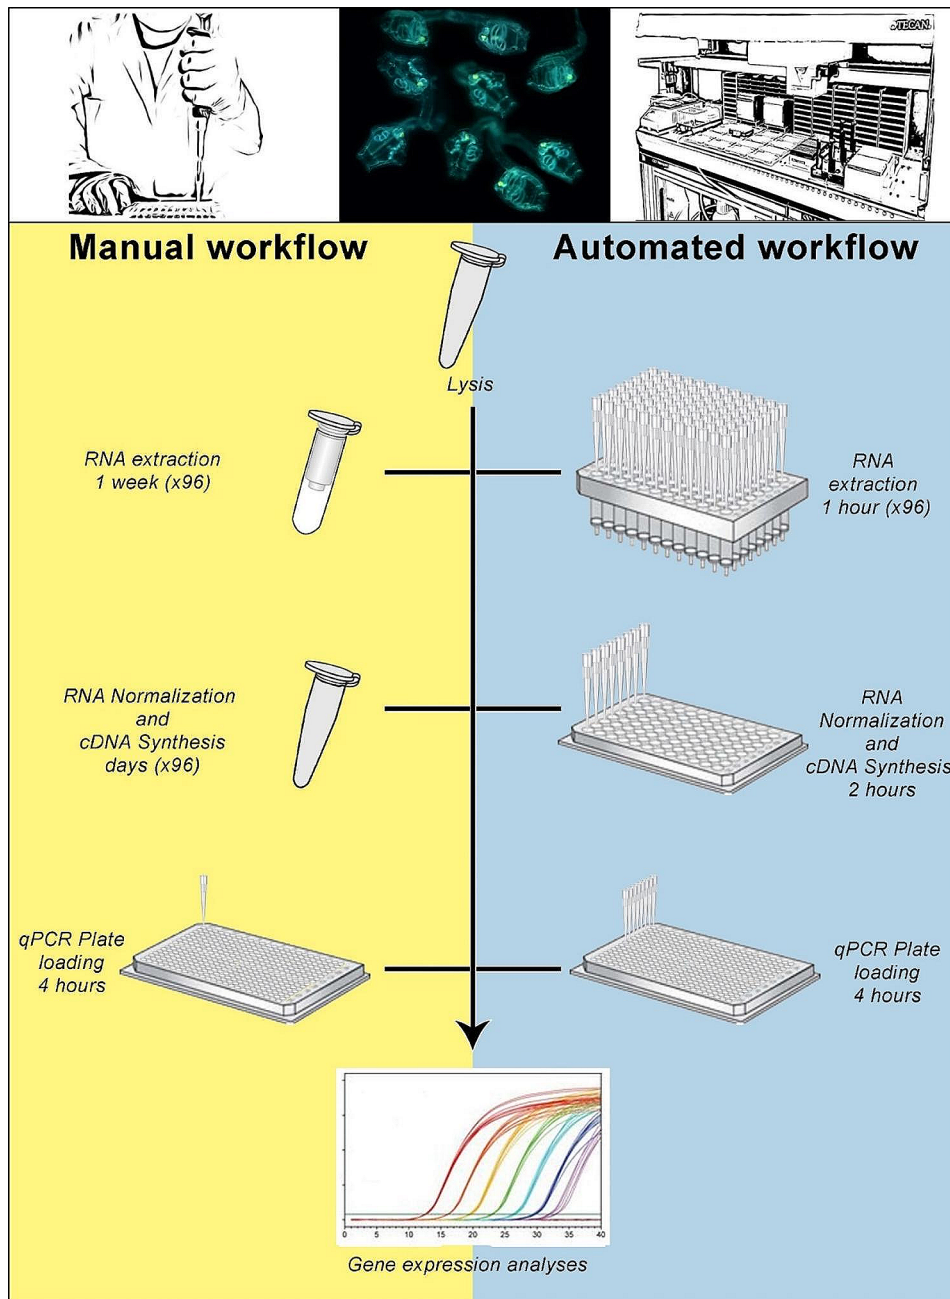 TECAN
Manual workflow
Automated workflow
Lysis
RNA extraction
1 week (x96)
RNA
extraction
1 hour (x96)
RNA Normalization
and
cDNA Synthesis
days (x96)
RNA
Normalization
and
cDNA Synthesis
2 hours
qPCR Plate
loading
4 hours
qPCR Plate
loading
4 hours
0 5 10 15 20 25 30 35 40
Gene expression analyses